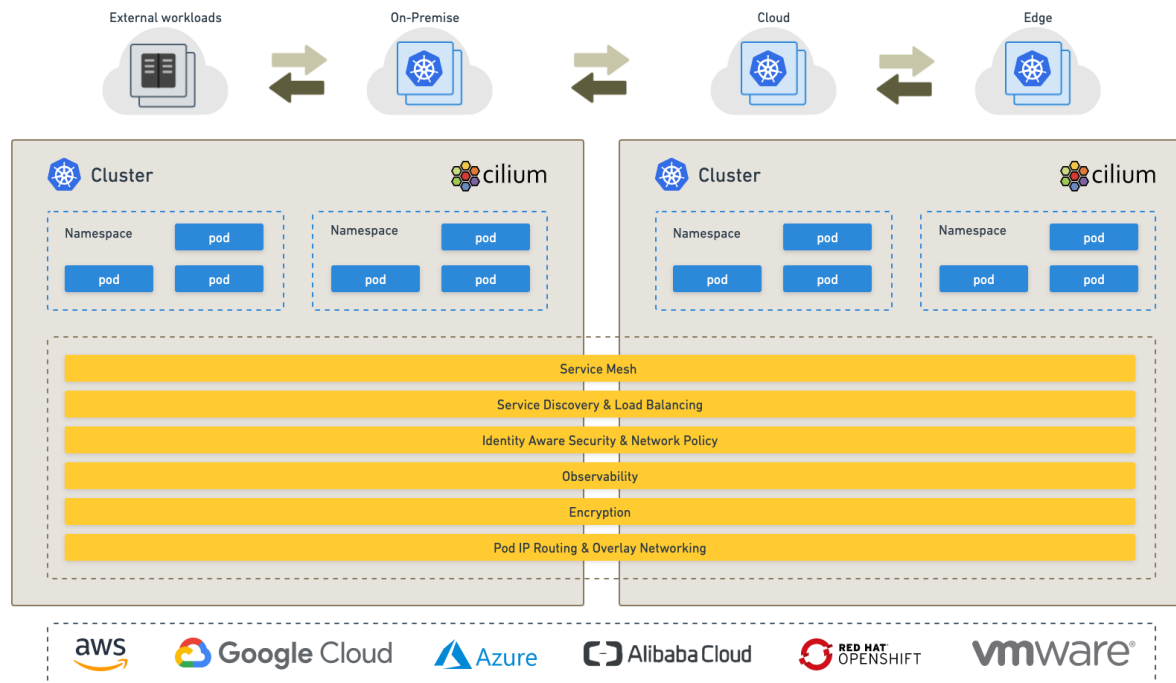 External workloads
On-Premise
Cloud
Edge
Cluster
cilium
Cluster
cilium
Namespace
pod
pod
pod
Namespace
pod
pod
pod
Namespace
pod
pod
pod
Namespace
pod
pod
pod
Service Mesh
Service Discovery & Load Balancing
Identity Aware Security & Network Policy
Observability
Encryption
Pod IP Routing & Overlay Networking
aws
Google Cloud
Azure
Alibaba Cloud
RED HAT®
OPENSHIFT
vmware®